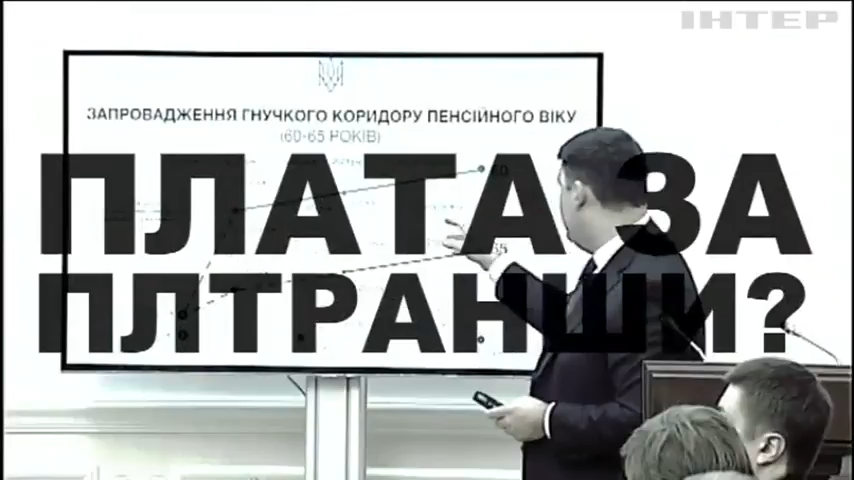 ІНТЕР
ЗАПРОВАДЖЕННЯ ГНУЧКОГО КОРИДОРУ ПЕНСІЙНОГО ВІКУ
(60-65 РОКІВ)
ПЛАТА ЗА
ПЛТРАНШИ?